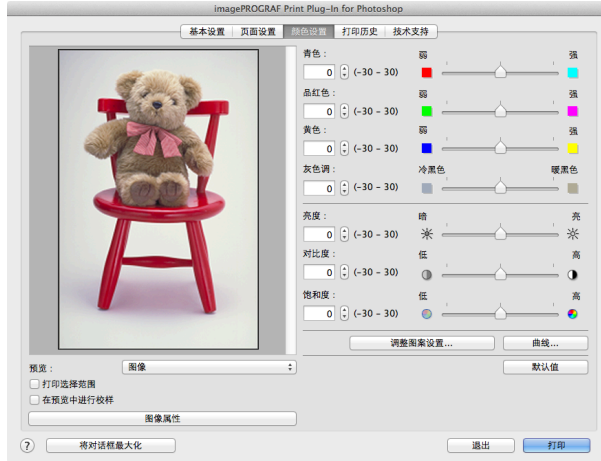 imagePROGRAF Print Plug-In for Photoshop
基本设置 页面设置 颜色设置 打印历史 技术支持
青色：
弱 强
0 (-30 – 30)
品红色：
弱 强
0 (-30 – 30)
黄色：
弱 强
0 (-30 – 30)
灰色调：
冷黑色 暖黑色
0 (-30 – 30)
亮度：
暗 亮
0 (-30 – 30)
对比度：
低 高
0 (-30 – 30)
饱和度：
低 高
0 (-30 – 30)
调整图案设置... 曲线...
预览： 图像 默认值
打印选择范围
在预览中进行校样
图像属性
? 将对话框最大化 退出 打印